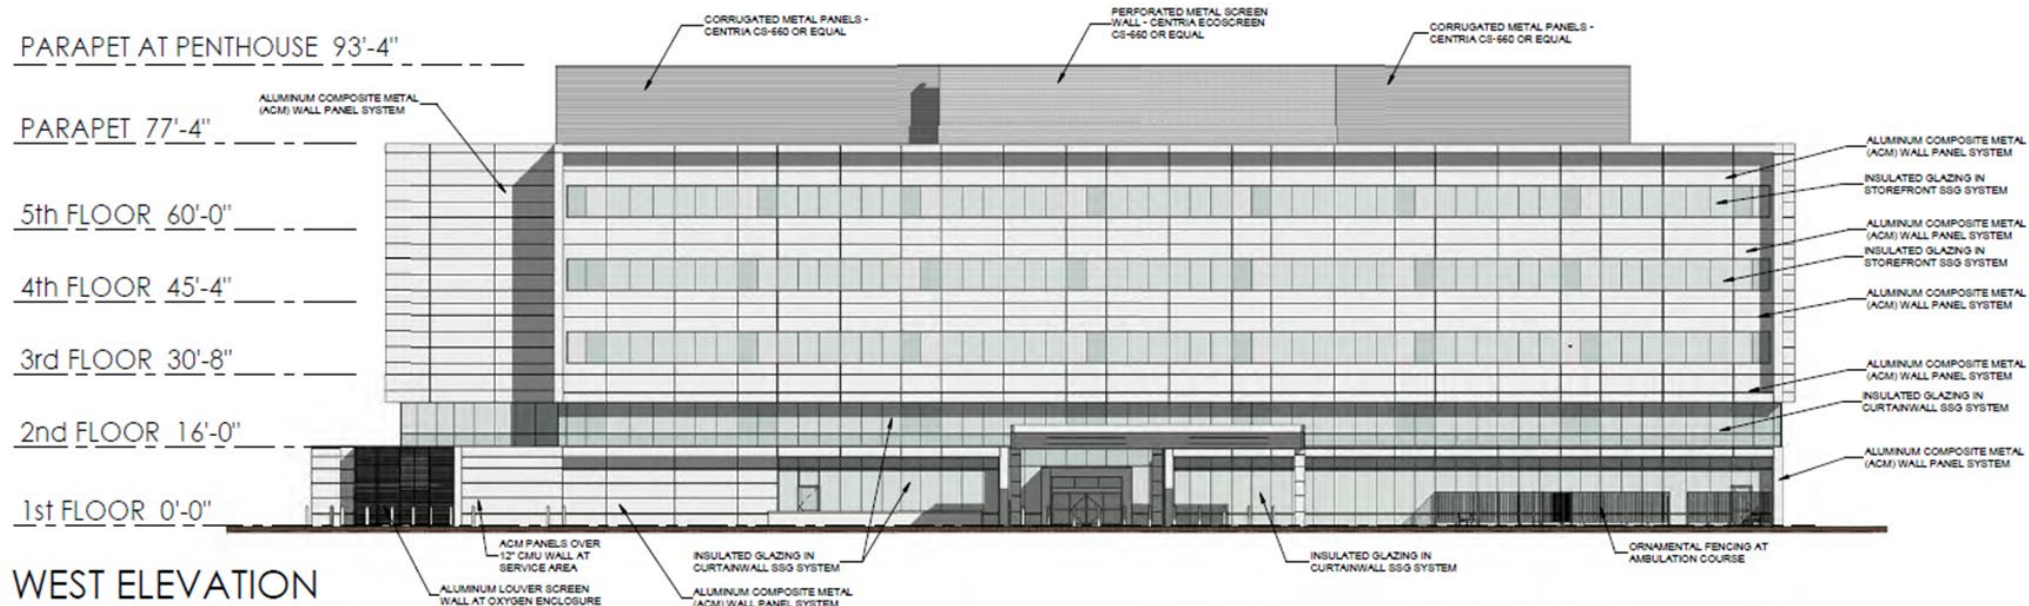 CORRUGATED METAL PANELS -
CENTRIA CS-660 OR EQUAL
PERFORATED METAL SCREEN
WALL - CENTRIA ECOSCREEN
CS-660 OR EQUAL
CORRUGATED METAL PANELS -
CENTRIA CS-660 OR EQUAL
PARAPET AT PENTHOUSE 93'-4"
ALUMINUM COMPOSITE METAL
(ACM) WALL PANEL SYSTEM
PARAPET 77'-4"
5th FLOOR 60'-0"
4th FLOOR 45'-4"
3rd FLOOR 30'-8"
2nd FLOOR 16'-0"
1st FLOOR 0'-0"
ALUMINUM COMPOSITE METAL
(ACM) WALL PANEL SYSTEM
INSULATED GLAZING IN
STOREFRONT SSG SYSTEM
ALUMINUM COMPOSITE METAL
(ACM) WALL PANEL SYSTEM
INSULATED GLAZING IN
STOREFRONT SSG SYSTEM
ALUMINUM COMPOSITE METAL
(ACM) WALL PANEL SYSTEM
ALUMINUM COMPOSITE METAL
(ACM) WALL PANEL SYSTEM
INSULATED GLAZING IN
CURTAINWALL SSG SYSTEM
ALUMINUM COMPOSITE METAL
(ACM) WALL PANEL SYSTEM
ACM PANELS OVER
12" CMU WALL AT
SERVICE AREA
INSULATED GLAZING IN
CURTAINWALL SSG SYSTEM
INSULATED GLAZING IN
CURTAINWALL SSG SYSTEM
ORNAMENTAL FENCING AT
AMBULATION COURSE
WEST ELEVATION
ALUMINUM LOUVER SCREEN
WALL AT OXYGEN ENCLOSURE
ALUMINUM COMPOSITE METAL
(ACM) WALL PANEL SYSTEM